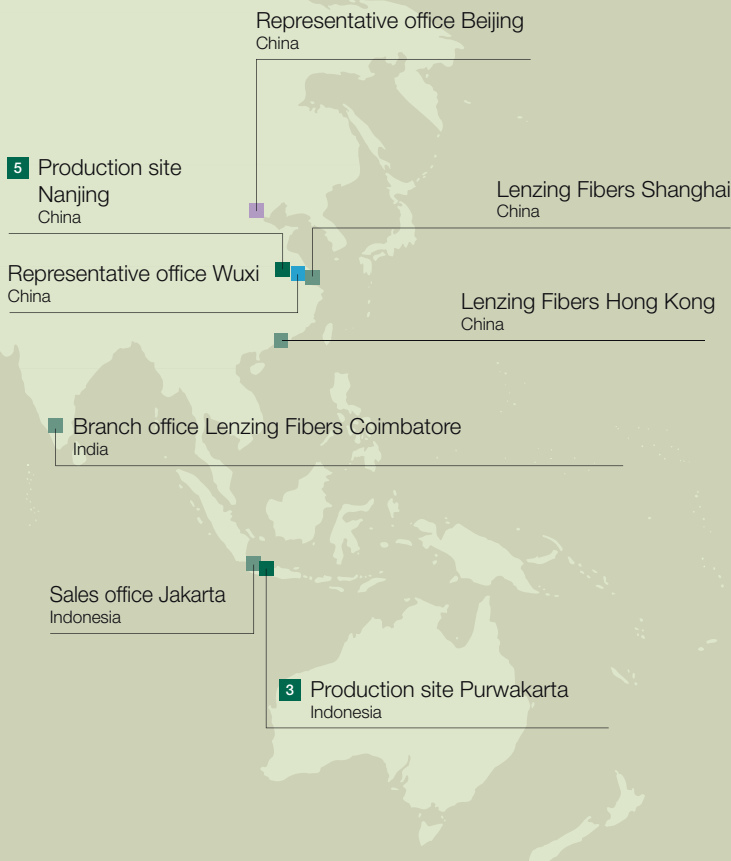 Representative office Beijing
China
5 Production site
Nanjing
China
Lenzing Fibers Shanghai
China
Representative office Wuxi
China
Lenzing Fibers Hong Kong
China
Branch office Lenzing Fibers Coimbatore
India
Sales office Jakarta
Indonesia
3 Production site Purwakarta
Indonesia